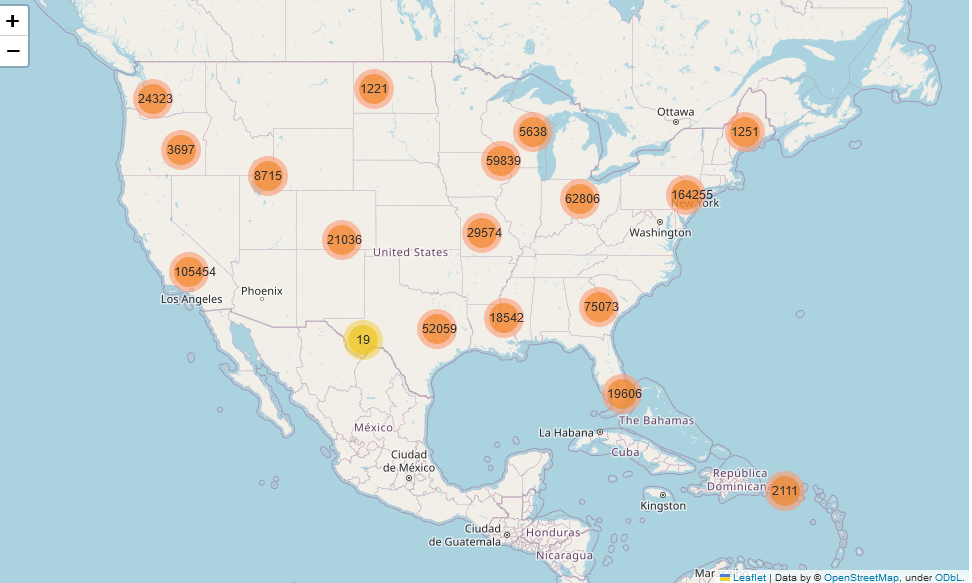 +
−
1221
24323
Ottawa
5638
1251
3697
59839
8715
62806
164255
New York
29574
Washington
21036
United States
105454
Phoenix
Los Angeles
75073
18542
52059
19
19606
The Bahamas
México
La Habana
Cuba
Ciudad
de México
República
Dominicana
2111
Kingston
Ciudad
de Guatemala
Honduras
Nicaragua
Leaflet | Data by © OpenStreetMap, under ODbL.